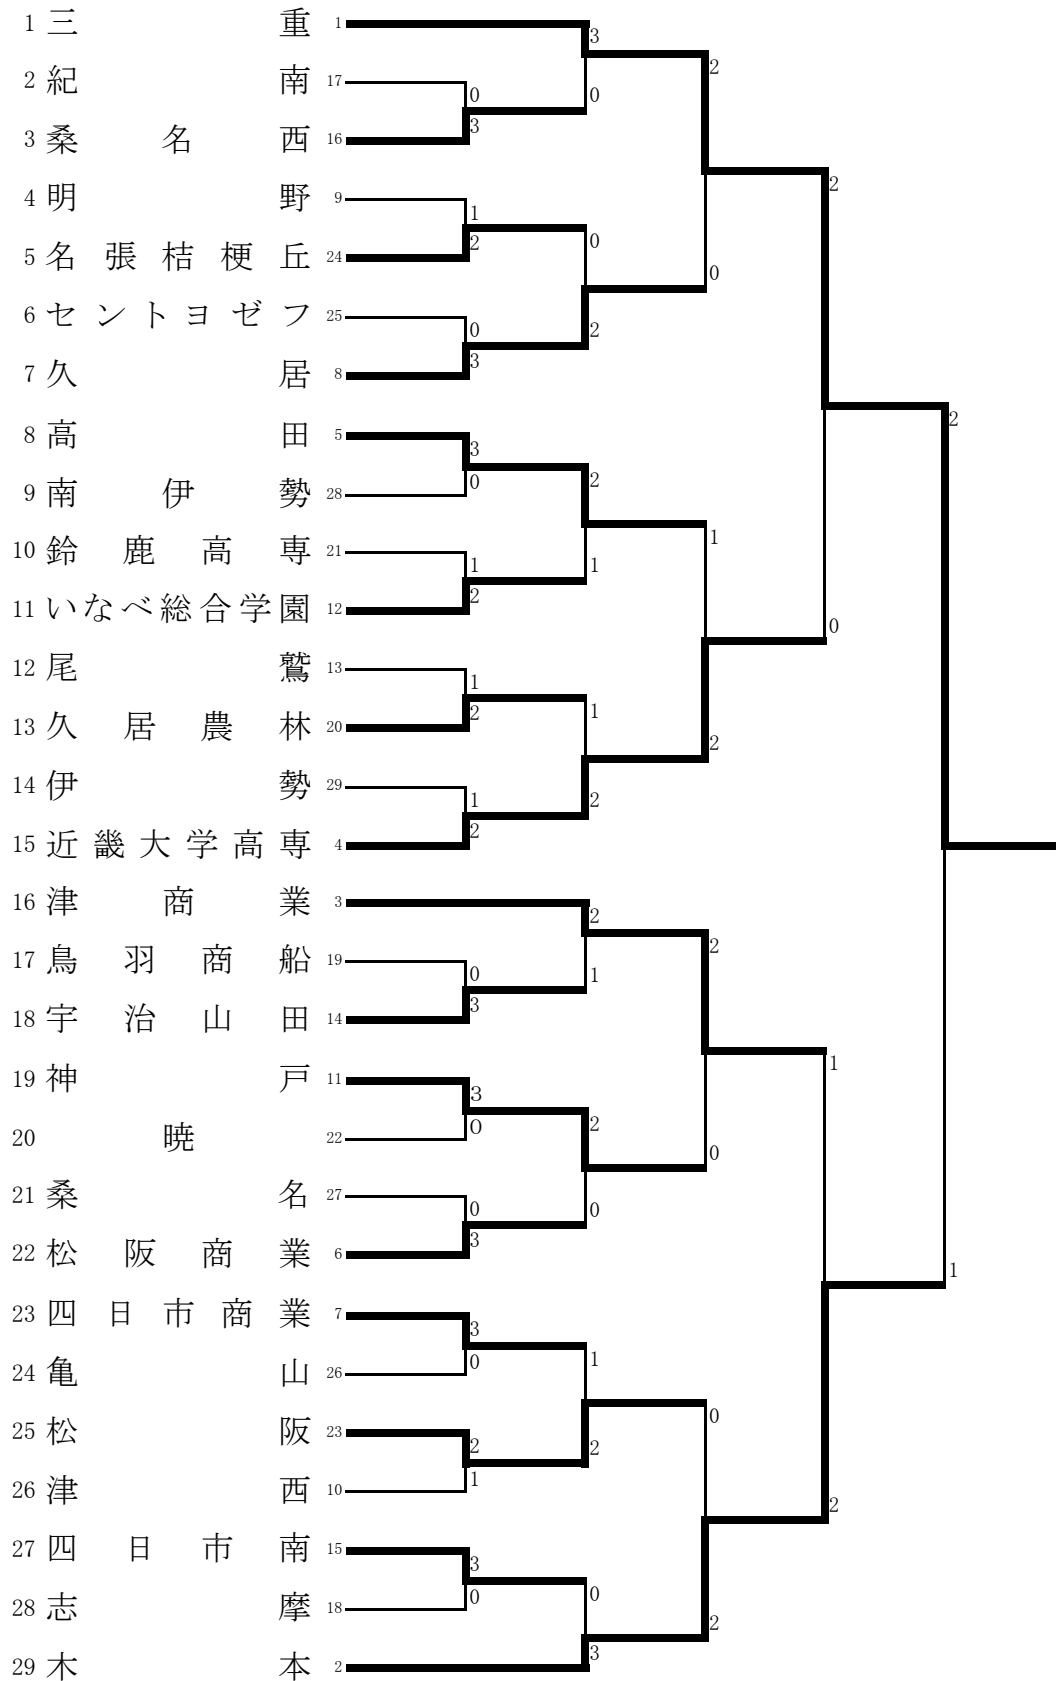 1 三重 1
3
2
2 紀南 17
0
0
3
3 桑名西 16
2
4 明野 9
1
2
0
5 名張桔梗丘 24
0
6 セントヨゼフ 25
0
3
2
7 久居 8
2
8 高田 5
3
0
2
9 南伊勢 28
1
10 鈴鹿高専 21
1
2
1
11 いなべ総合学園 12
0
12 尾鷲 13
1
2
1
13 久居農林 20
2
14 伊勢 29
1
2
2
15 近畿大学高専 4
16 津商業 3
2
2
17 鳥羽商船 19
0
3
1
18 宇治山田 14
1
19 神戸 11
3
0
2
20 暁 22
0
21 桑名 27
0
3
0
22 松阪商業 6
1
23 四日市商業 7
3
0
1
24 亀山 26
0
25 松阪 23
2
1
2
26 津西 10
2
27 四日市南 15
3
0
0
28 志摩 18
2
3
29 木本 2